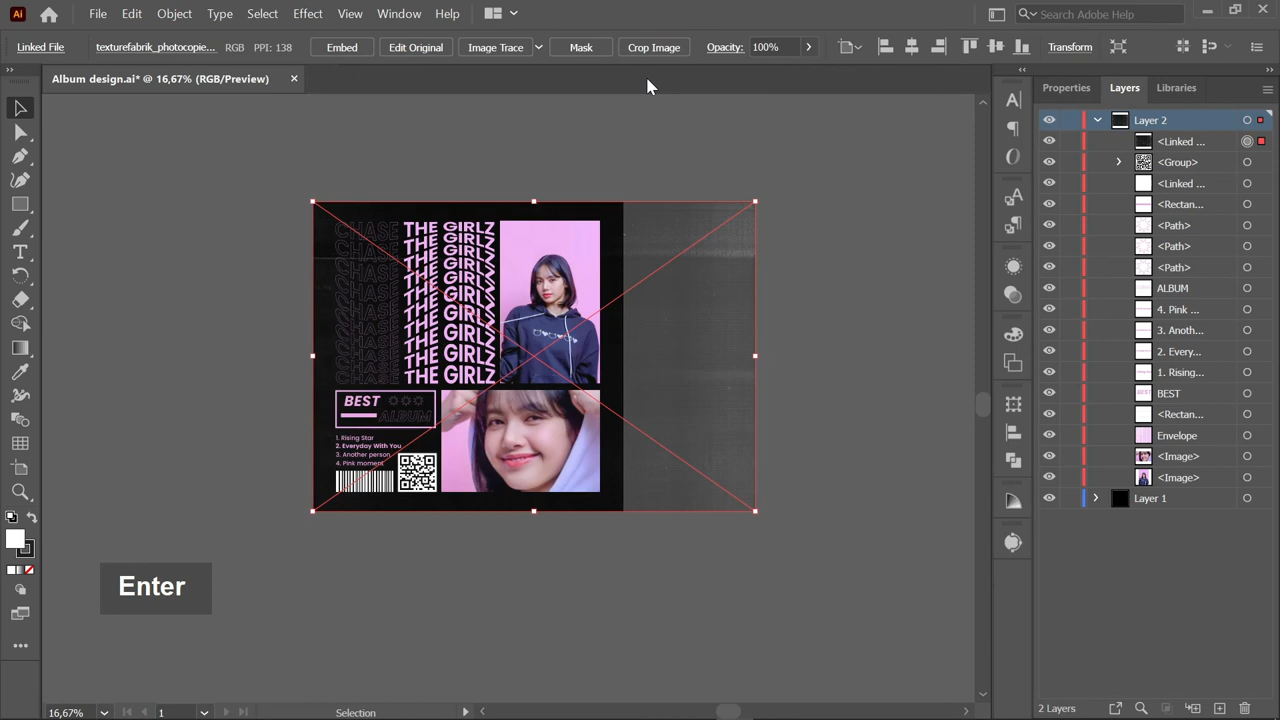 Ai File Edit Object Type Select Effect View Window Help Search Adobe Help
Linked File texturefabrik_photocopie... RGB PPI: 138 Embed Edit Original Image Trace Mask Crop Image Opacity: 100% Transform
Album design.ai* @ 16,67% (RGB/Preview)
Properties Layers Libraries
Layer 2
<Linked ...
<Group>
<Linked ...
<Rectan...
<Path>
<Path>
<Path>
ALBUM
4. Pink ...
3. Anoth...
2. Every...
1. Rising...
BEST
<Rectan...
Envelope
<Image>
<Image>
Layer 1
CHASE THE GIRLZ
CHASE THE GIRLZ
CHASE THE GIRLZ
CHASE THE GIRLZ
CHASE THE GIRLZ
CHASE THE GIRLZ
CHASE THE GIRLZ
CHASE THE GIRLZ
CHASE THE GIRLZ
BEST
ALBUM
1. Rising Star
2. Everyday With You
3. Another person
4. Pink moment
Enter
16,67% 1 Selection
2 Layers